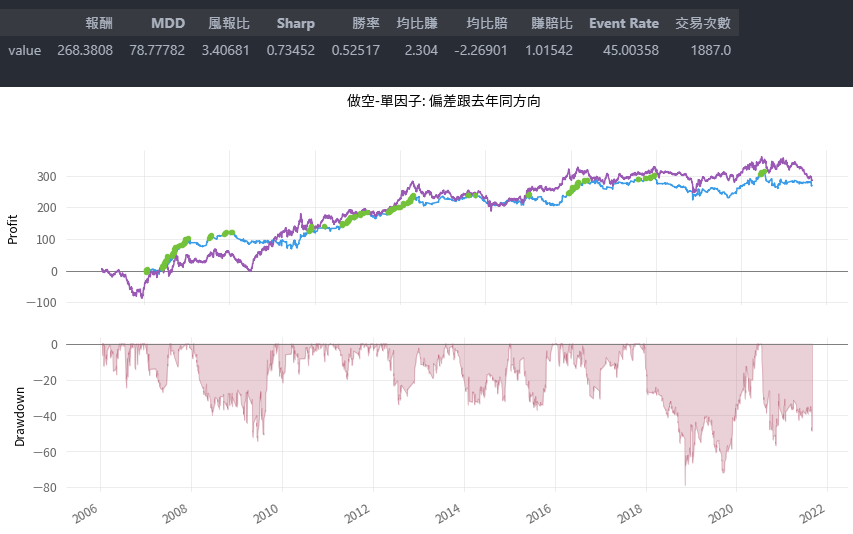 報酬 MDD 風報比 Sharp 勝率 均比賺 均比賠 賺賠比 Event Rate 交易次數
value 268.3808 78.77782 3.40681 0.73452 0.52517 2.304 -2.26901 1.01542 45.00358 1887.0
做空-單因子: 偏差跟去年同方向
300
200
100
0
−100
Profit
0
−20
−40
−60
−80
Drawdown
2006 2008 2010 2012 2014 2016 2018 2020 2022